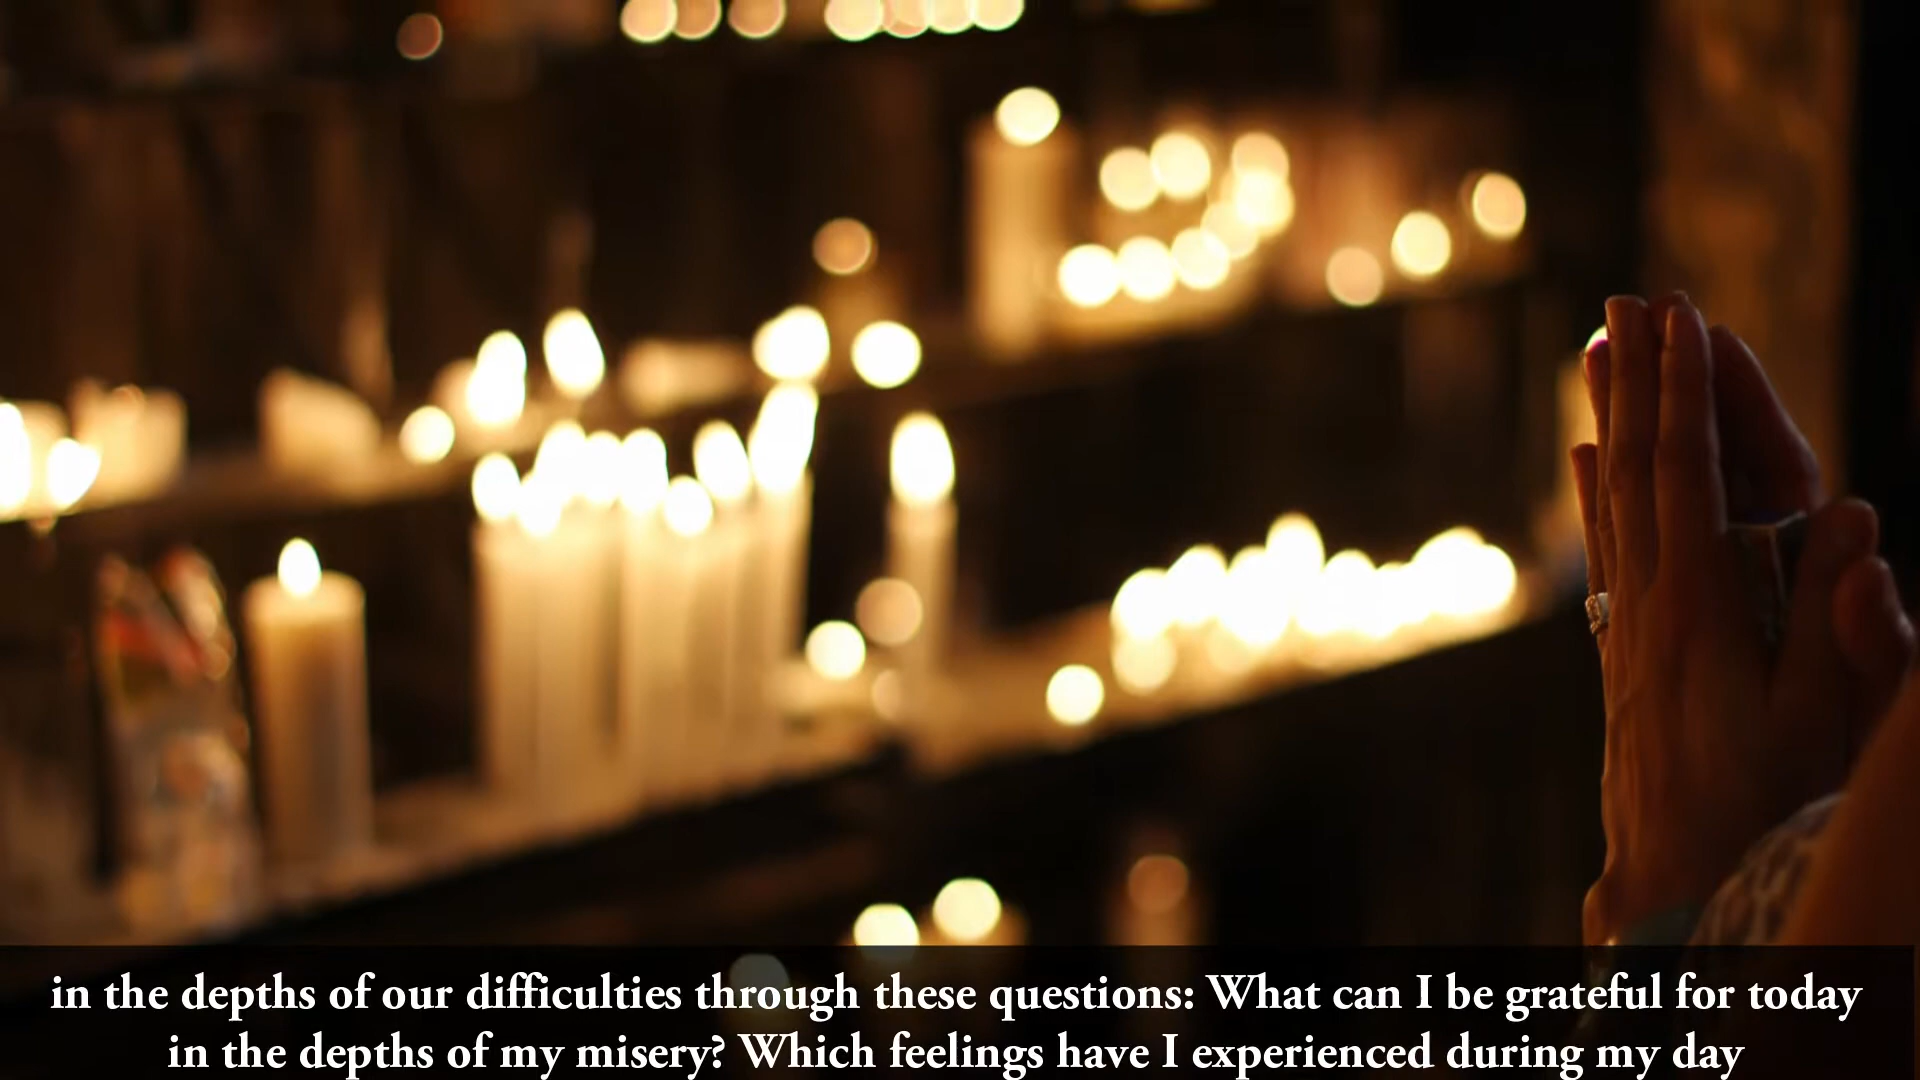 in the depths of our difficulties through these questions: What can I be grateful for today
in the depths of my misery? Which feelings have I experienced during my day